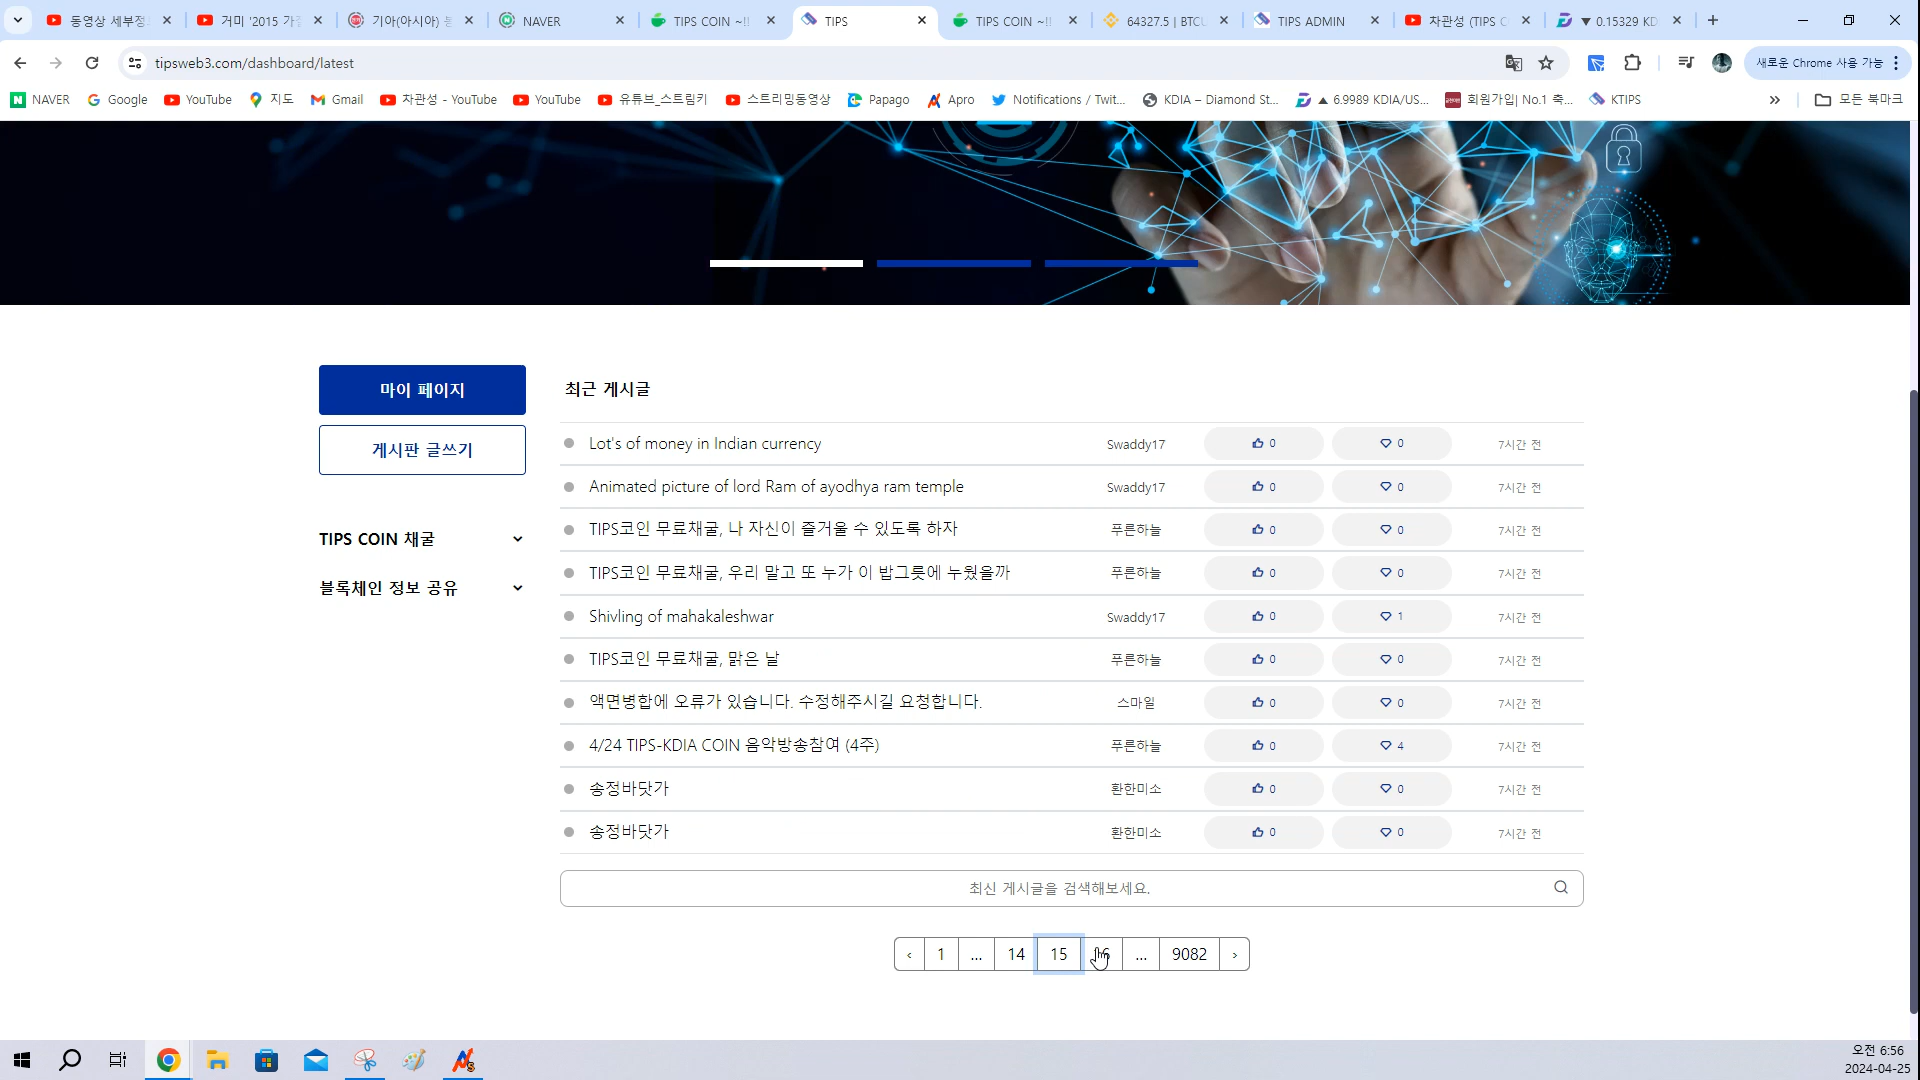 동영상 세부정
거미 '2015 가
기아(아시아)
NAVER
TIPS COIN ~!!
TIPS
TIPS COIN ~!!
64327.5 | BTCU
TIPS ADMIN
차관성 (TIPS C
▼ 0.15329 KD
tipsweb3.com/dashboard/latest
새로운 Chrome 사용 가능
NAVER
Google
YouTube
지도
Gmail
차관성 - YouTube
YouTube
유튜브_스트림키
스트리밍동영상
Papago
Apro
Notifications / Twit...
KDIA – Diamond St...
▲ 6.9989 KDIA/US...
회원가입| No.1 축...
KTIPS
»
모든 북마크
마이 페이지
게시판 글쓰기
TIPS COIN 채굴
블록체인 정보 공유
최근 게시글
Lot's of money in Indian currency Swaddy17 0 0 7시간 전
Animated picture of lord Ram of ayodhya ram temple Swaddy17 0 0 7시간 전
TIPS코인 무료채굴, 나 자신이 즐거울 수 있도록 하자 푸른하늘 0 0 7시간 전
TIPS코인 무료채굴, 우리 말고 또 누가 이 밥그릇에 누웠을까 푸른하늘 0 0 7시간 전
Shivling of mahakaleshwar Swaddy17 0 1 7시간 전
TIPS코인 무료채굴, 맑은 날 푸른하늘 0 0 7시간 전
액면병합에 오류가 있습니다. 수정해주시길 요청합니다. 스마일 0 0 7시간 전
4/24 TIPS-KDIA COIN 음악방송참여 (4주) 푸른하늘 0 4 7시간 전
송정바닷가 환한미소 0 0 7시간 전
송정바닷가 환한미소 0 0 7시간 전
최신 게시글을 검색해보세요.
‹ 1 ... 14 15 ... 9082 ›
오전 6:56
2024-04-25